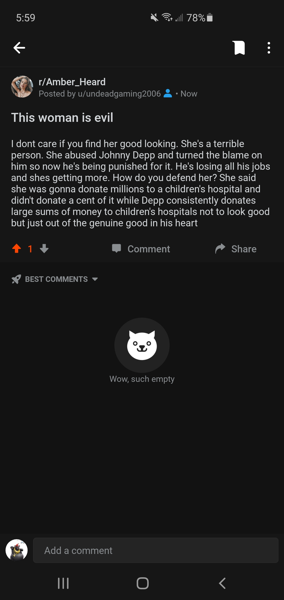 5:59
78%
r/Amber_Heard
Posted by u/undeadgaming2006 • Now
This woman is evil
I dont care if you find her good looking. She's a terrible
person. She abused Johnny Depp and turned the blame on
him so now he's being punished for it. He's losing all his jobs
and shes getting more. How do you defend her? She said
she was gonna donate millions to a children's hospital and
didn't donate a cent of it while Depp consistently donates
large sums of money to children's hospitals not to look good
but just out of the genuine good in his heart
1 Comment Share
BEST COMMENTS
Wow, such empty
Add a comment